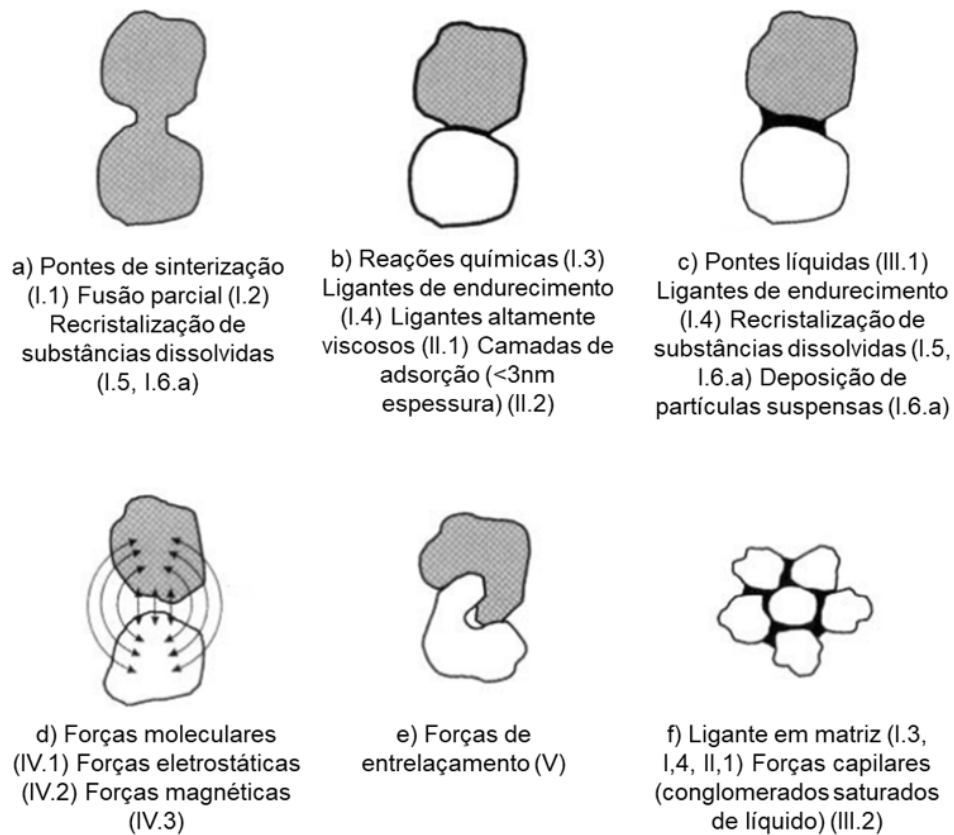 a) Pontes de sinterização
(I.1) Fusão parcial (I.2)
Recristalização de
substâncias dissolvidas
(I.5, I.6.a)
b) Reações químicas (I.3)
Ligantes de endurecimento
(I.4) Ligantes altamente
viscosos (II.1) Camadas de
adsorção (<3nm
espessura) (II.2)
c) Pontes líquidas (III.1)
Ligantes de endurecimento
(I.4) Recristalização de
substâncias dissolvidas (I.5,
I.6.a) Deposição de
partículas suspensas (I.6.a)
d) Forças moleculares
(IV.1) Forças eletrostáticas
(IV.2) Forças magnéticas
(IV.3)
e) Forças de
entrelaçamento (V)
f) Ligante em matriz (I.3,
I,4, II,1) Forças capilares
(conglomerados saturados
de líquido) (III.2)